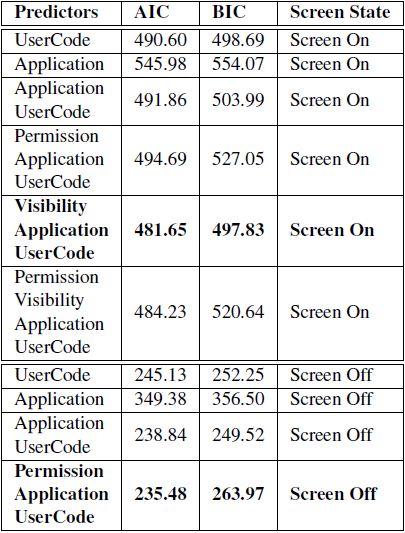 Predictors AIC BIC Screen State
UserCode 490.60 498.69 Screen On
Application 545.98 554.07 Screen On
Application
UserCode 491.86 503.99 Screen On
Permission
Application 494.69 527.05 Screen On
UserCode
Visibility
Application 481.65 497.83 Screen On
UserCode
Permission
Visibility
Application 484.23 520.64 Screen On
UserCode
UserCode 245.13 252.25 Screen Off
Application 349.38 356.50 Screen Off
Application
UserCode 238.84 249.52 Screen Off
Permission
Application 235.48 263.97 Screen Off
UserCode